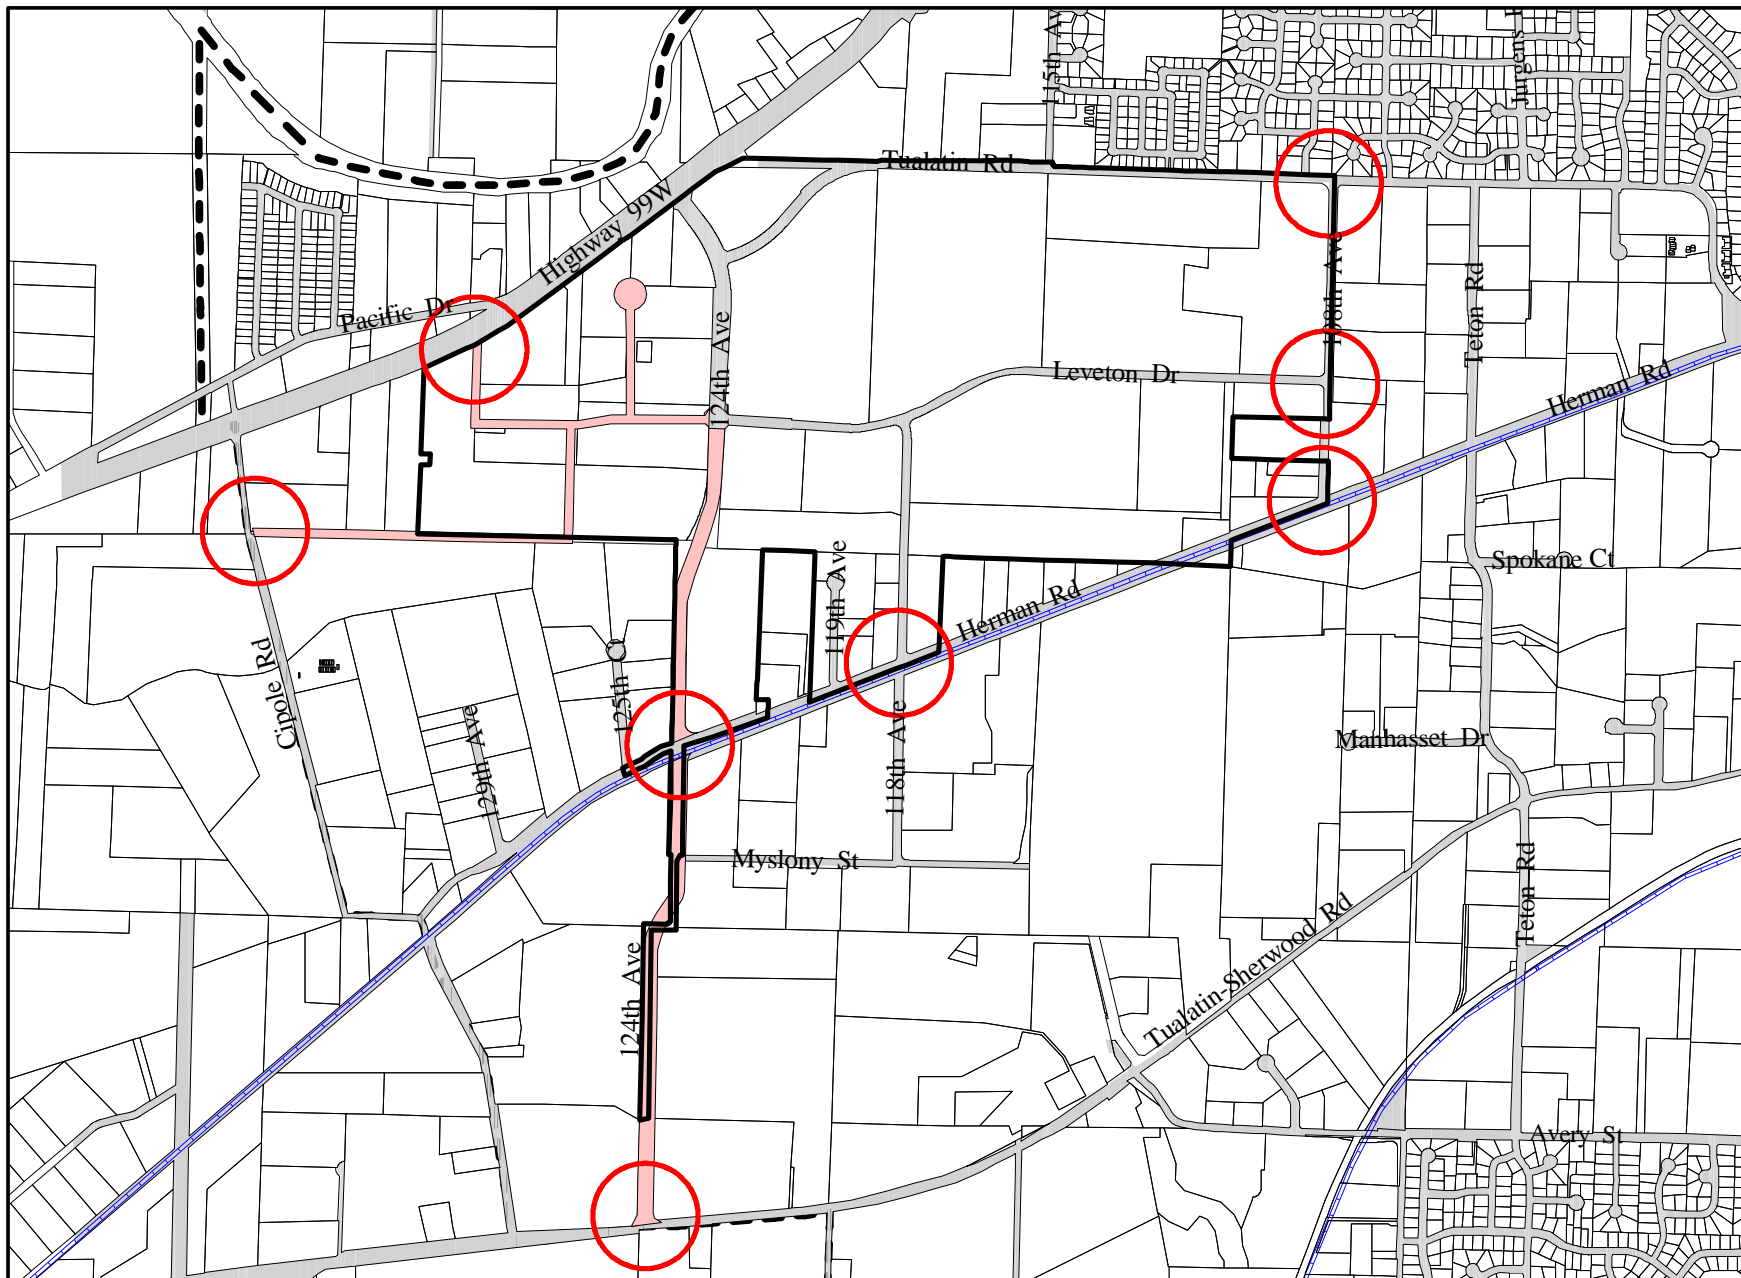 115th Av
Jurgens
Tualatin Rd
Highway 99W
108th Ave
Teton Rd
Pacific Dr
124th Ave
Leveton Dr
Herman Rd
119th Ave
Spokane Ct
Herman Rd
Cipole Rd
125th Ct
129th Ave
118th Ave
Manhasset Dr
Myslony St
Teton Rd
124th Ave
Tualatin-Sherwood Rd
Avery St